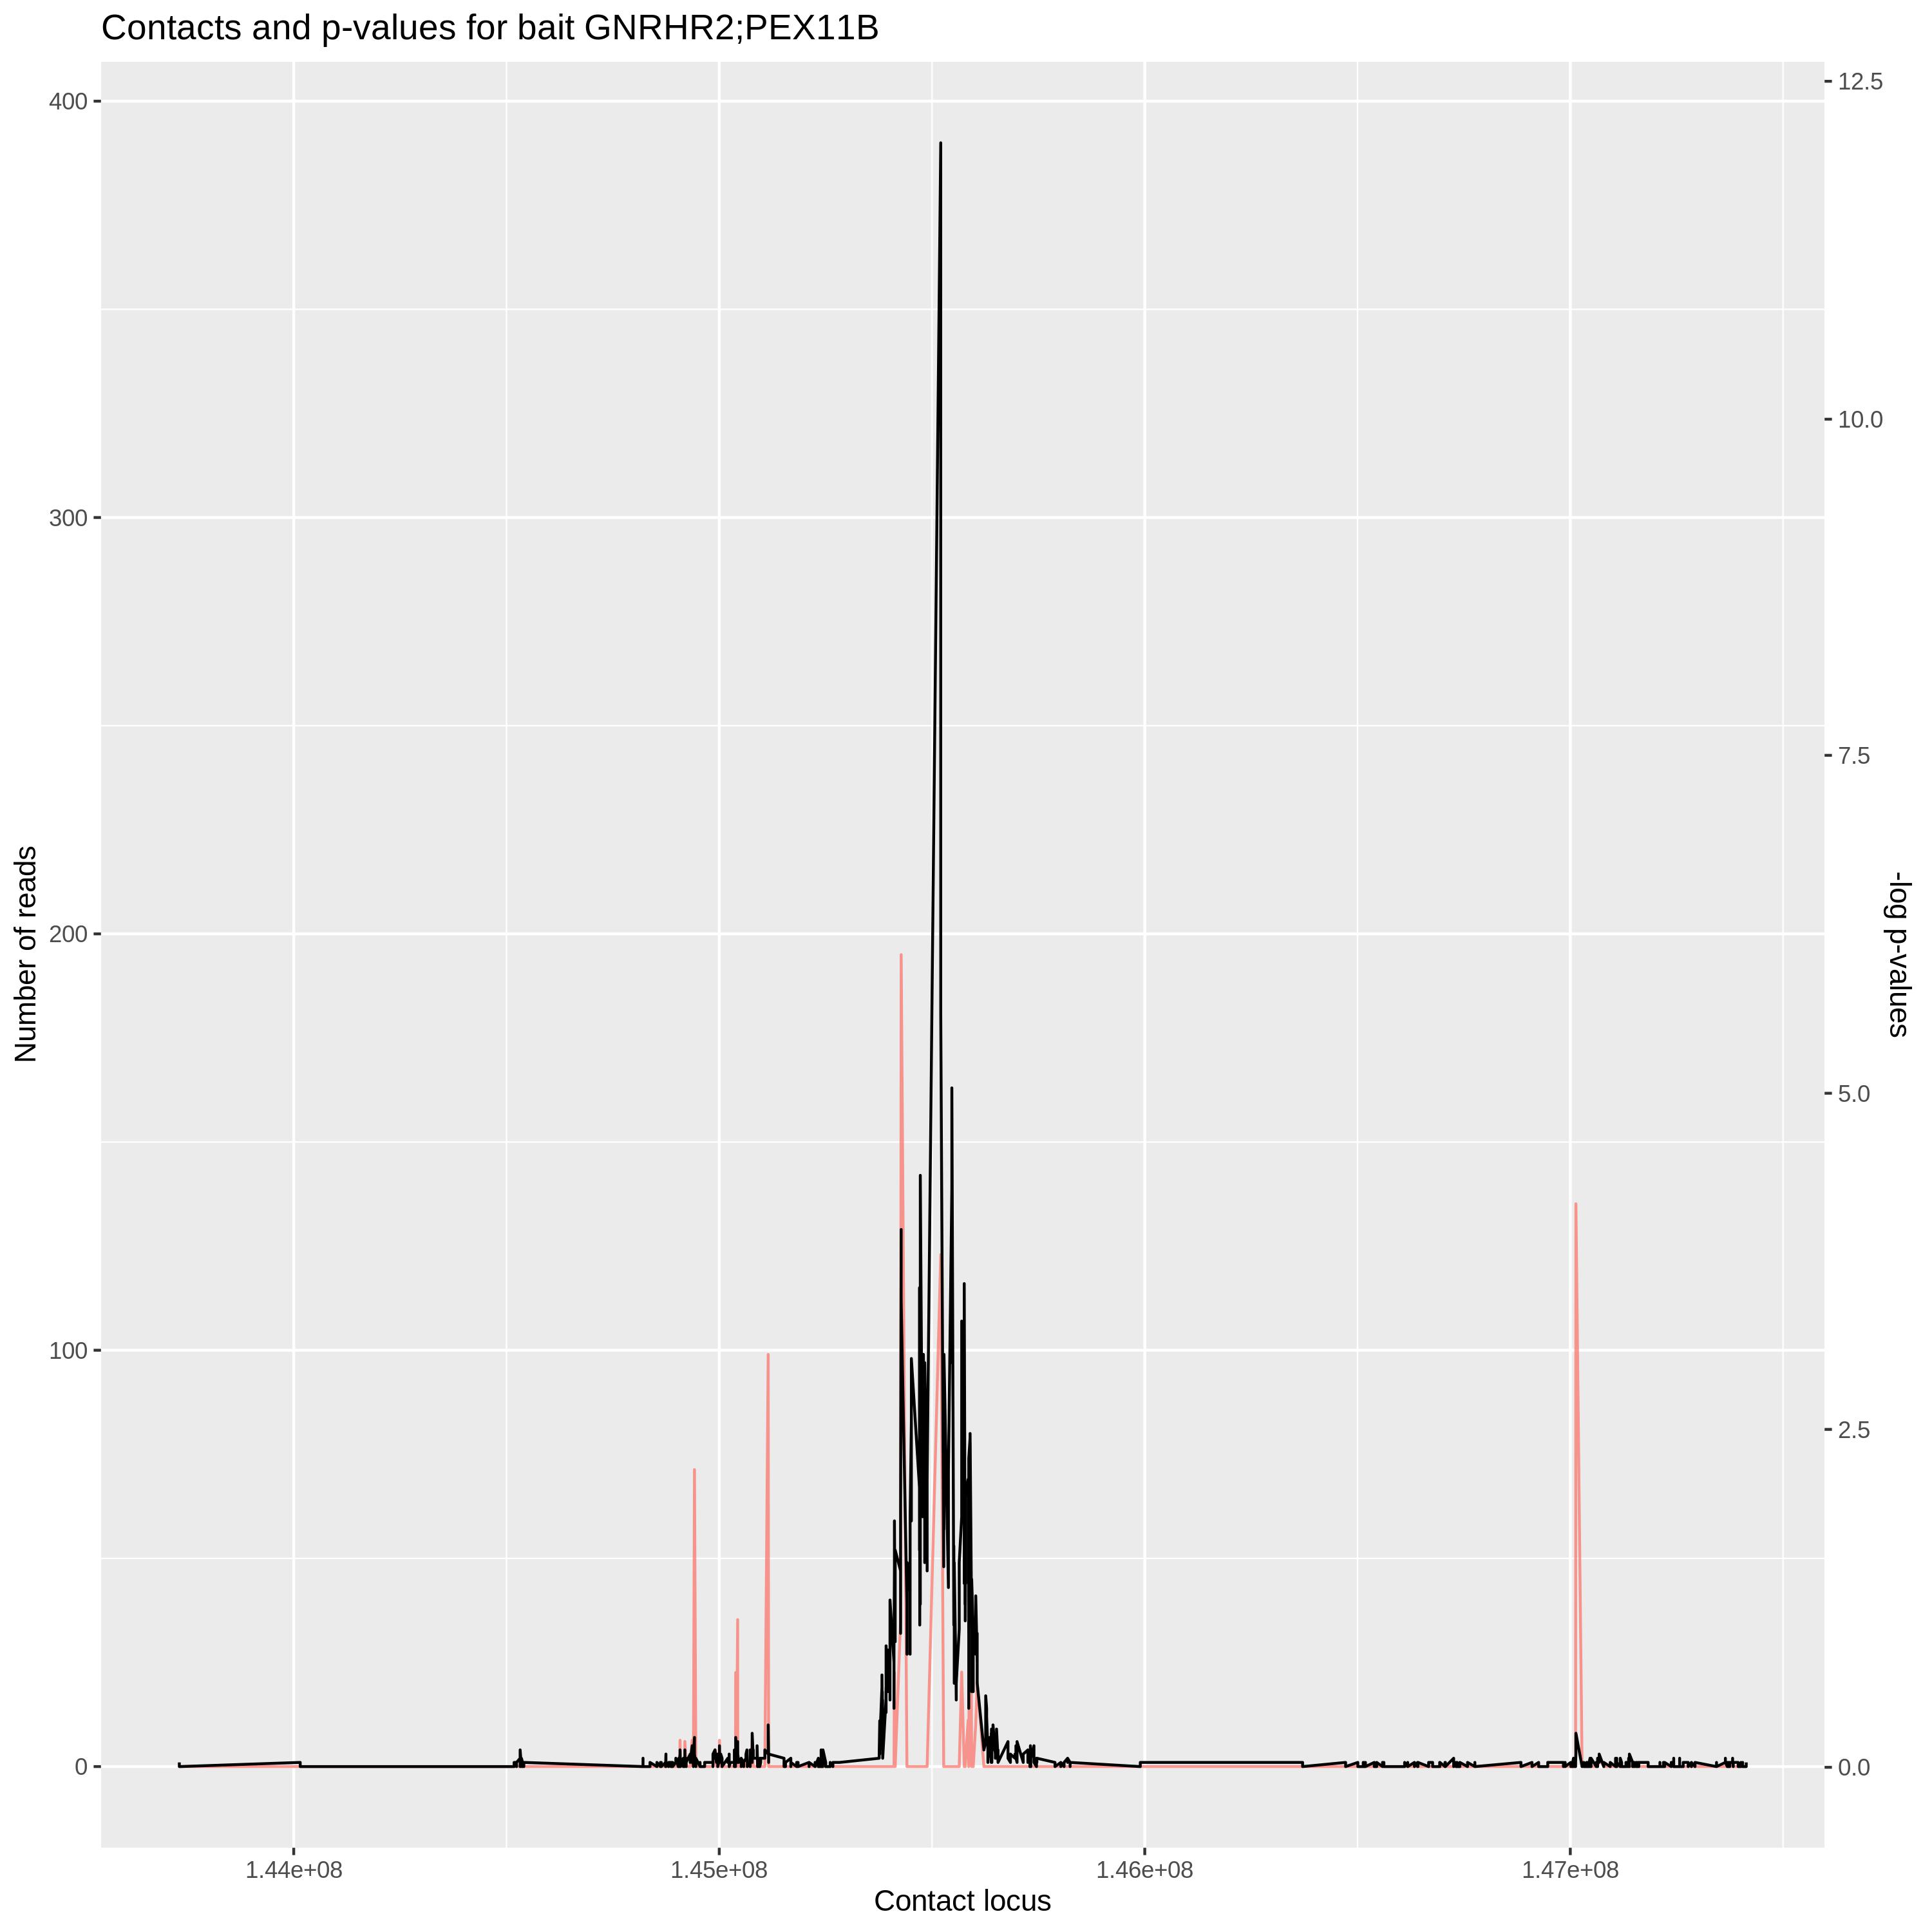 Contacts and p-values for bait GNRHR2;PEX11B
400
300
200
100
0
Number of reads
12.5
10.0
7.5
5.0
2.5
0.0
-log p-values
1.44e+08
1.45e+08
1.46e+08
1.47e+08
Contact locus